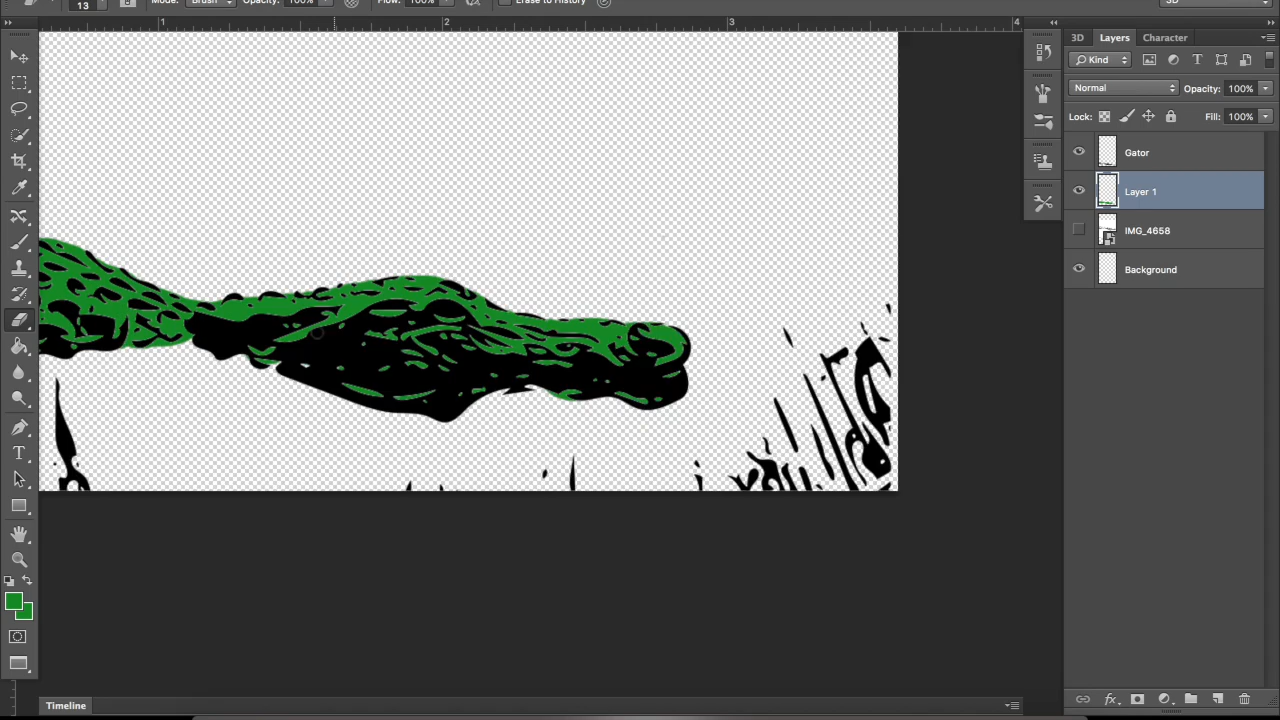 13 Mode: Brush Opacity: 100% Flow: 100% Erase to History 3D
1 2 3 4
3D Layers Character
Kind
Normal Opacity: 100%
Lock: Fill: 100%
Gator
Layer 1
IMG_4658
Background
Timeline